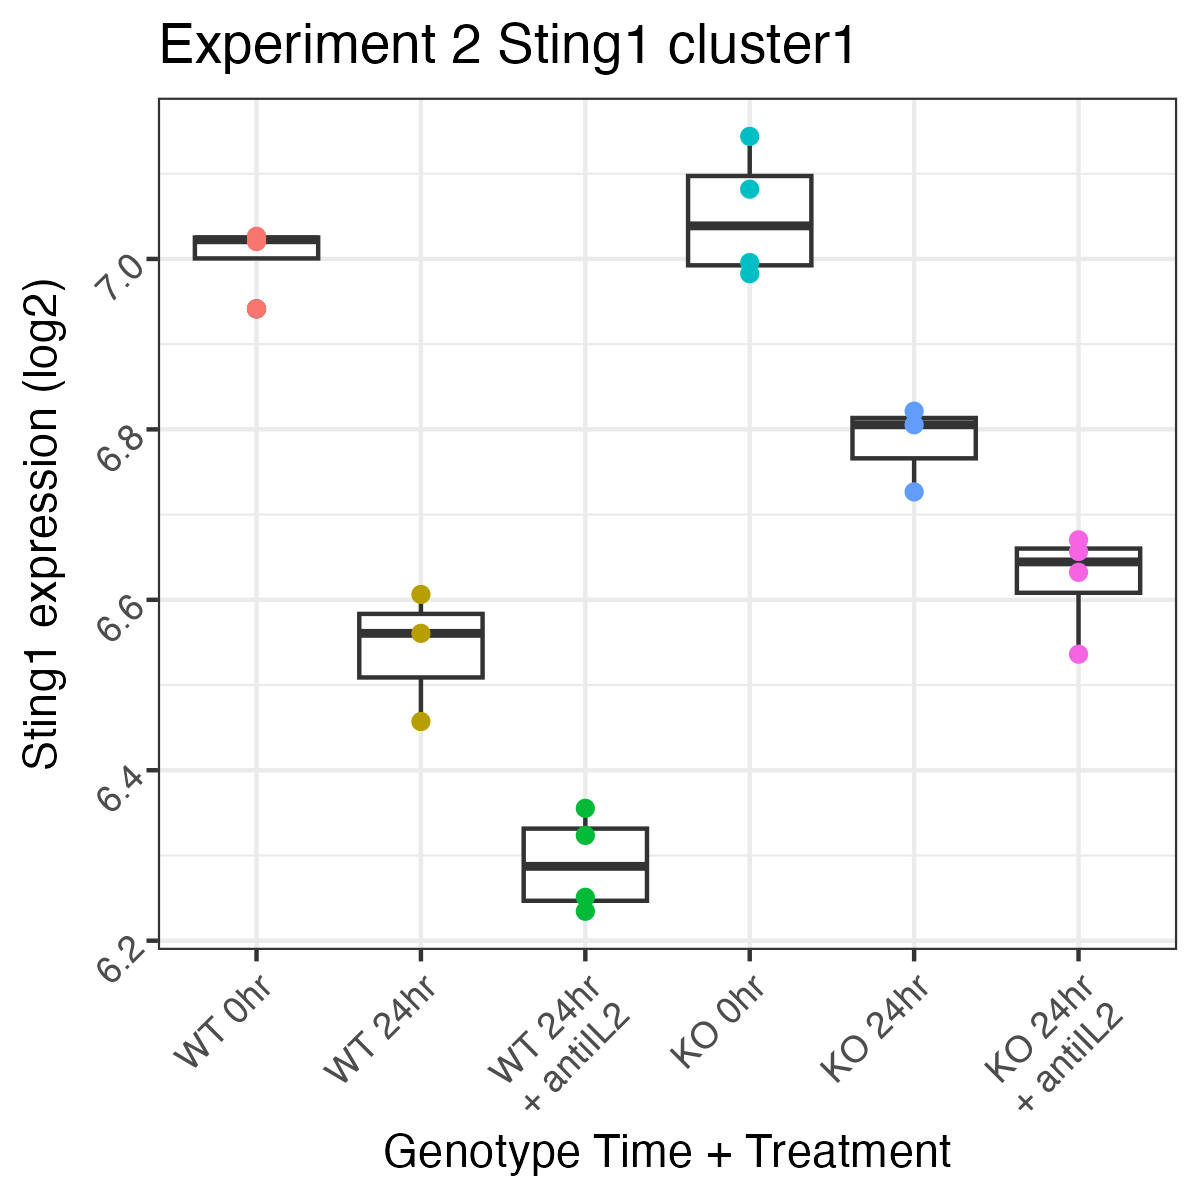 Experiment 2 Sting1 cluster1
Sting1 expression (log2)
7.0
6.8
6.6
6.4
6.2
WT 0hr
WT 24hr
WT 24hr
+ antiIL2
KO 0hr
KO 24hr
KO 24hr
+ antiIL2
Genotype Time + Treatment